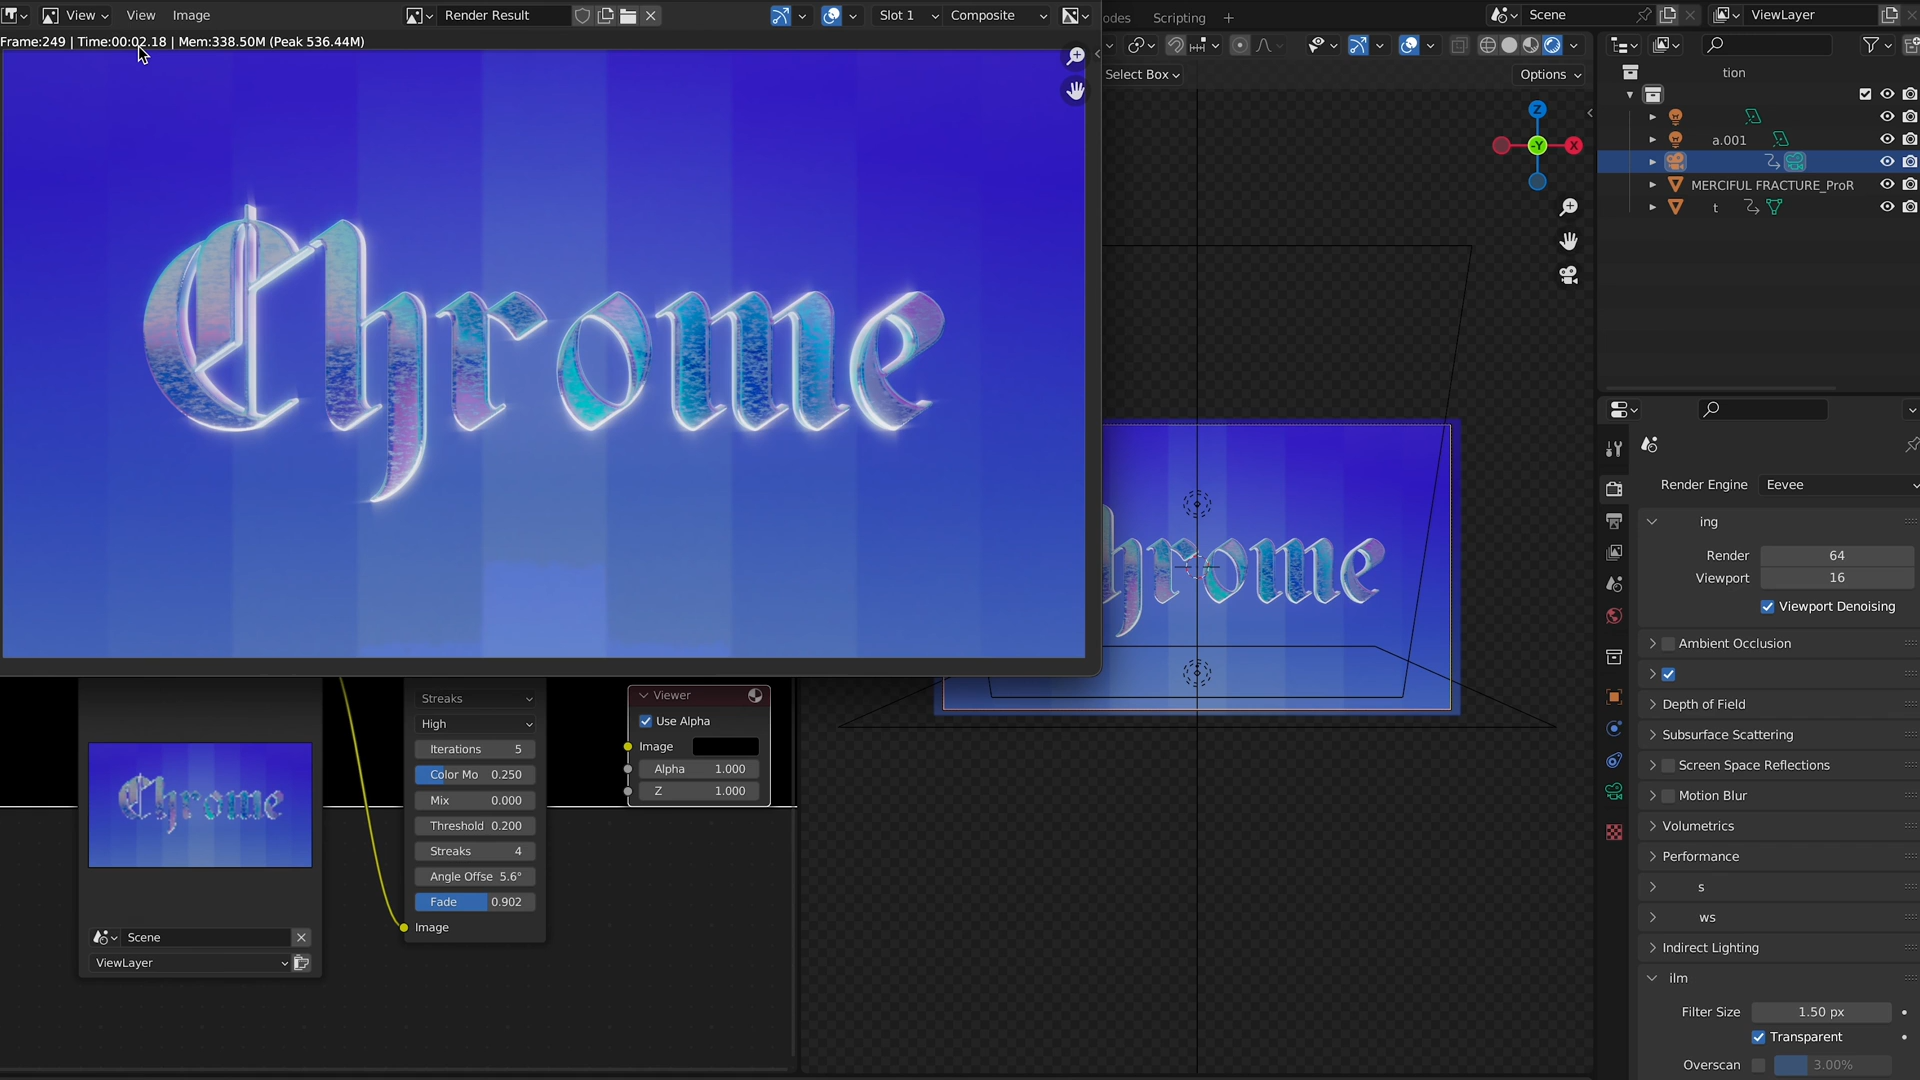 View
View
Image
Render Result
Slot 1
Composite
Scripting
Scene
ViewLayer
Frame:249 | Time:00:02.18 | Mem:338.50M (Peak 536.44M)
Select Box
Options
tion
a.001
MERCIFUL FRACTURE_ProR
t
Z
-Y
X
Chrome
hrome
Render Engine
Eevee
ing
Render
64
Viewport
16
Viewport Denoising
Ambient Occlusion
Depth of Field
Subsurface Scattering
Screen Space Reflections
Motion Blur
Volumetrics
Performance
s
ws
Indirect Lighting
ilm
Filter Size
1.50 px
Transparent
Overscan
3.00%
Streaks
High
Iterations 5
Color Mo 0.250
Mix 0.000
Threshold 0.200
Streaks 4
Angle Offse 5.6°
Fade 0.902
Image
Viewer
Use Alpha
Image
Alpha 1.000
Z 1.000
Chrome
Scene
ViewLayer